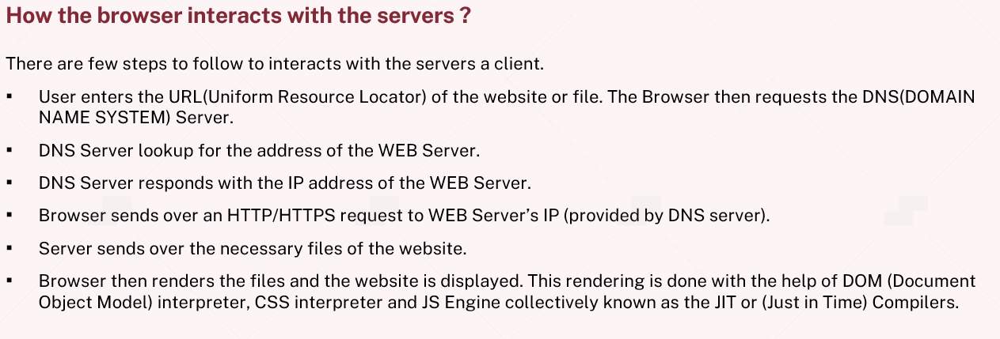 How the browser interacts with the servers ?
There are few steps to follow to interacts with the servers a client.
▪ User enters the URL(Uniform Resource Locator) of the website or file. The Browser then requests the DNS(DOMAIN
NAME SYSTEM) Server.
▪ DNS Server lookup for the address of the WEB Server.
▪ DNS Server responds with the IP address of the WEB Server.
▪ Browser sends over an HTTP/HTTPS request to WEB Server’s IP (provided by DNS server).
▪ Server sends over the necessary files of the website.
▪ Browser then renders the files and the website is displayed. This rendering is done with the help of DOM (Document
Object Model) interpreter, CSS interpreter and JS Engine collectively known as the JIT or (Just in Time) Compilers.